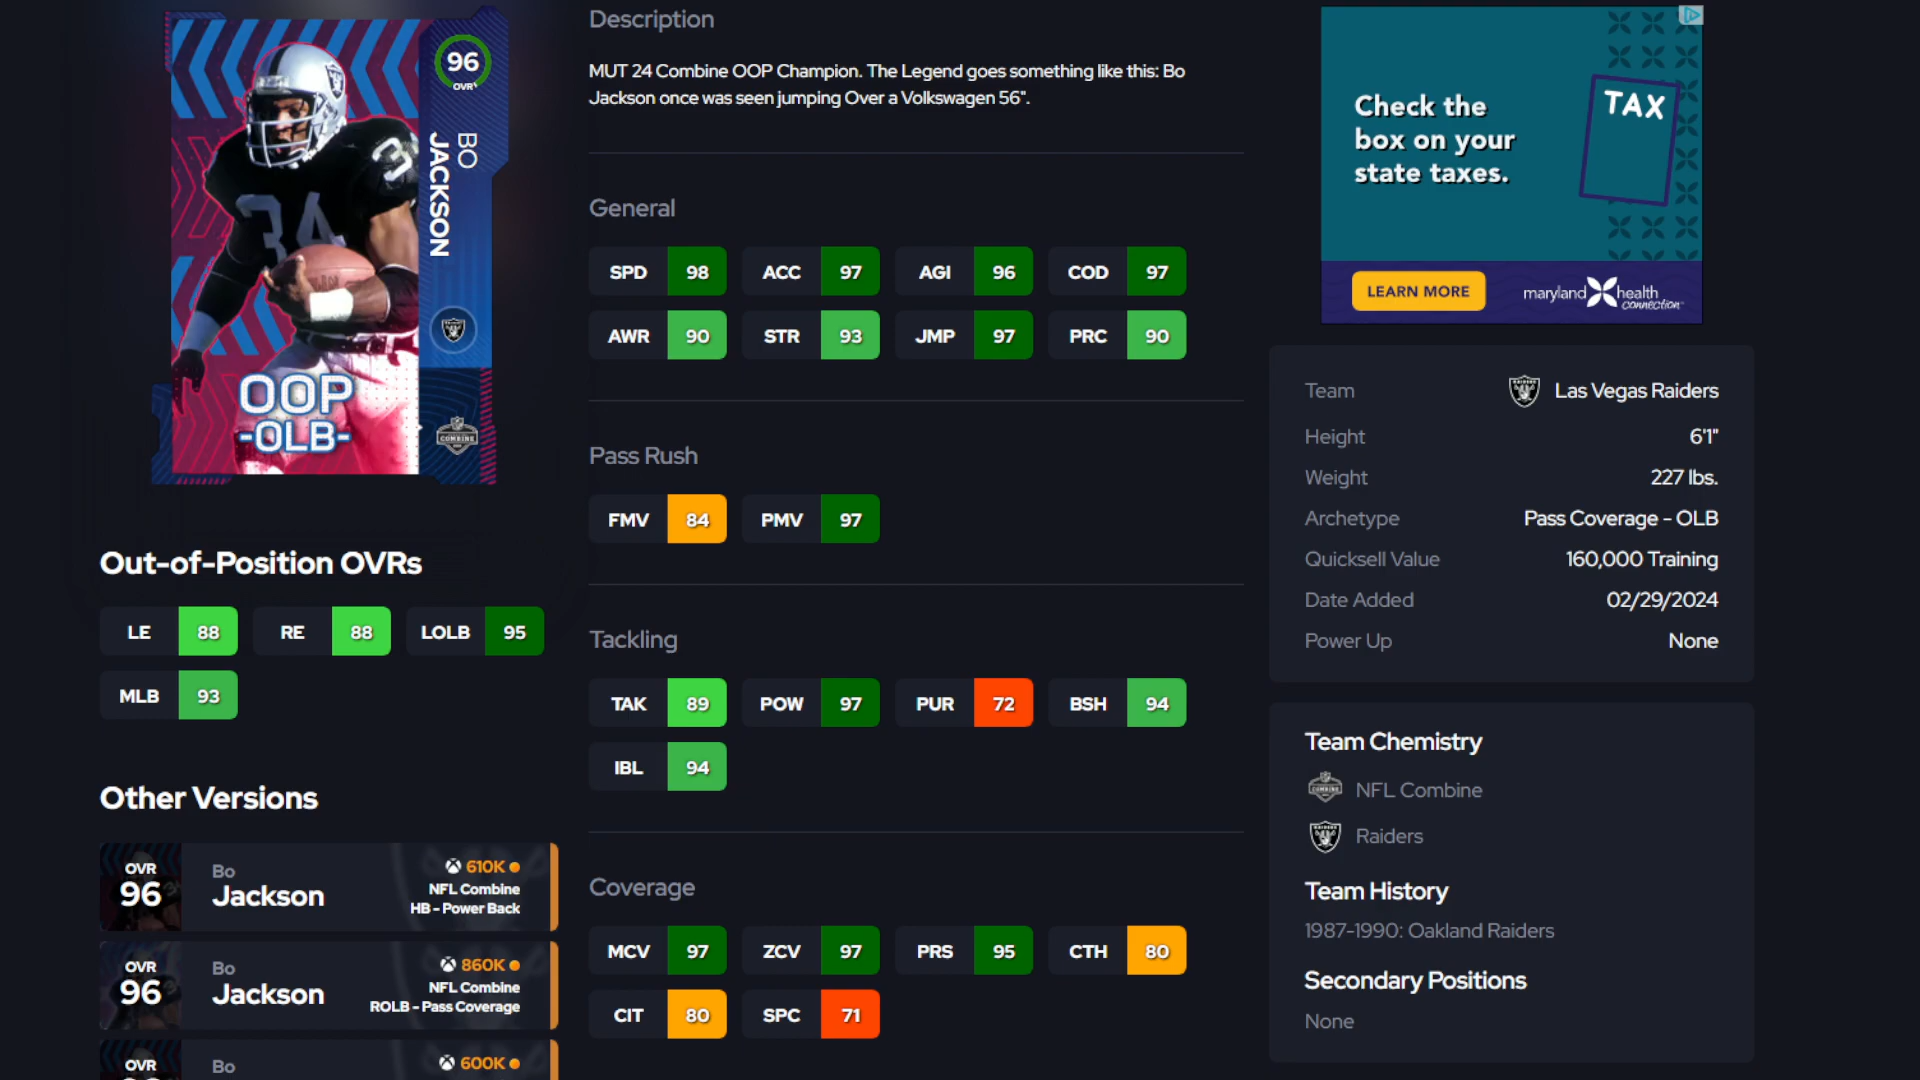 96
OVR
BO
JACKSON
34
3
OOP
-OLB-
COMBINE
Out-of-Position OVRs
LE 88 RE 88 LOLB 95
MLB 93
Other Versions
OVR
96
Bo
Jackson
610K
NFL Combine
HB - Power Back
OVR
96
Bo
Jackson
860K
NFL Combine
ROLB - Pass Coverage
OVR
Bo
600K
Description
MUT 24 Combine OOP Champion. The Legend goes something like this: Bo
Jackson once was seen jumping Over a Volkswagen 56".
General
SPD 98 ACC 97 AGI 96 COD 97
AWR 90 STR 93 JMP 97 PRC 90
Pass Rush
FMV 84 PMV 97
Tackling
TAK 89 POW 97 PUR 72 BSH 94
IBL 94
Coverage
MCV 97 ZCV 97 PRS 95 CTH 80
CIT 80 SPC 71
Check the
box on your
state taxes.
TAX
LEARN MORE
maryland health
connection
Team Las Vegas Raiders
Height 6'1"
Weight 227 lbs.
Archetype Pass Coverage - OLB
Quicksell Value 160,000 Training
Date Added 02/29/2024
Power Up None
Team Chemistry
NFL Combine
Raiders
Team History
1987-1990: Oakland Raiders
Secondary Positions
None